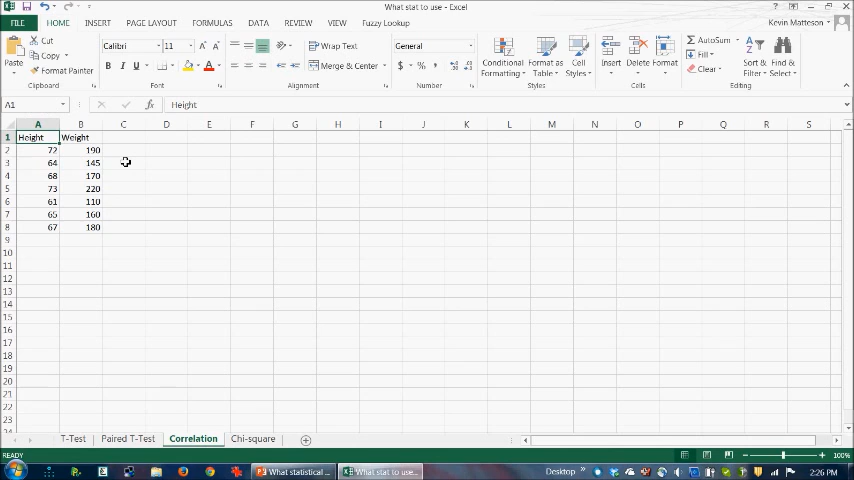 What stat to use - Excel
FILE HOME INSERT PAGE LAYOUT FORMULAS DATA REVIEW VIEW Fuzzy Lookup Kevin Matteson
Paste Cut Copy Format Painter Clipboard
Calibri 11 B I U A Font
Wrap Text Merge & Center Alignment
General $ % , Number
Conditional Formatting Format as Table Cell Styles Styles
Insert Delete Format Cells
AutoSum Fill Clear Sort & Filter Find & Select Editing
A1 fx Height
A B C D E F G H I J K L M N O P Q R S
1 Height Weight
2 72 190
3 64 145
4 68 170
5 73 220
6 61 110
7 65 160
8 67 180
9
10
11
12
13
14
15
16
17
18
19
20
21
22
23
T-Test Paired T-Test Correlation Chi-square
READY 100%
What statistical ... What stat to use... Desktop 2:26 PM